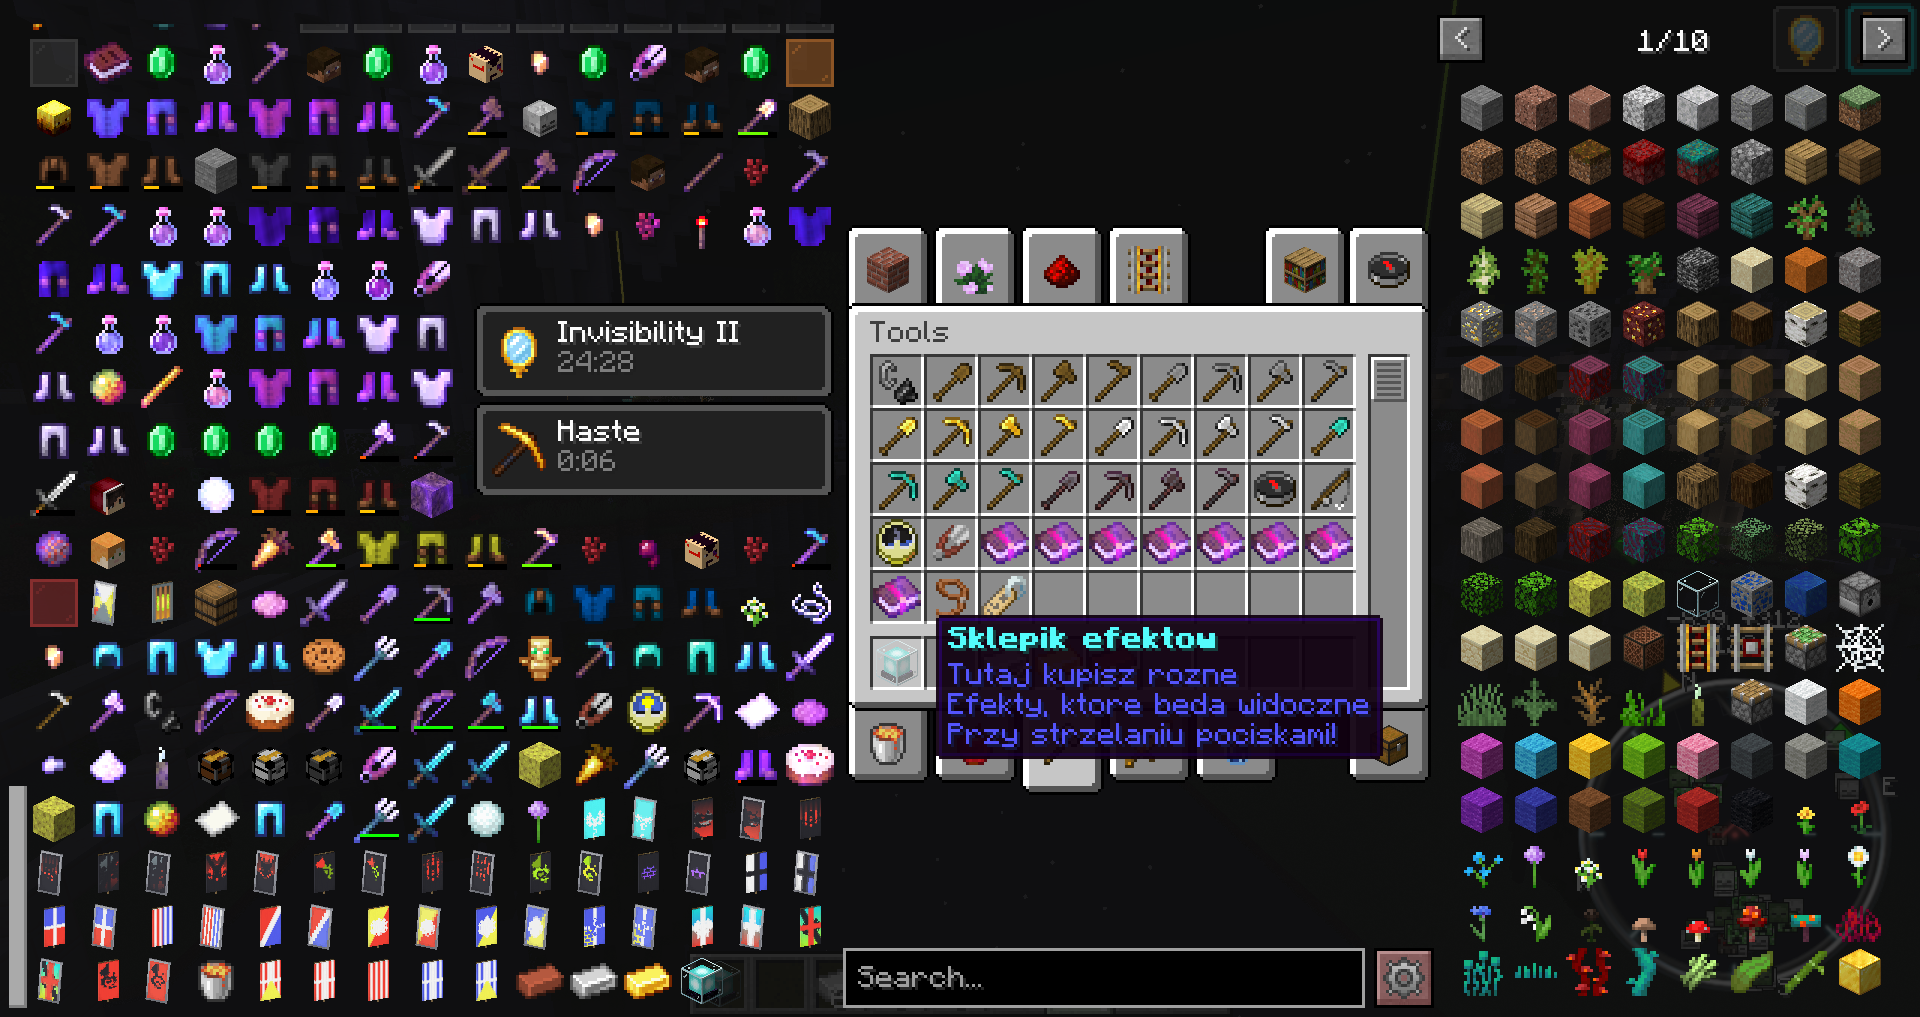 1/10
Invisibility II
24:28
Haste
0:06
Tools
Sklepik efektow
Tutaj kupisz rozne
Efekty, ktore beda widoczne
Przy strzelaniu pociskami!
Search...
E